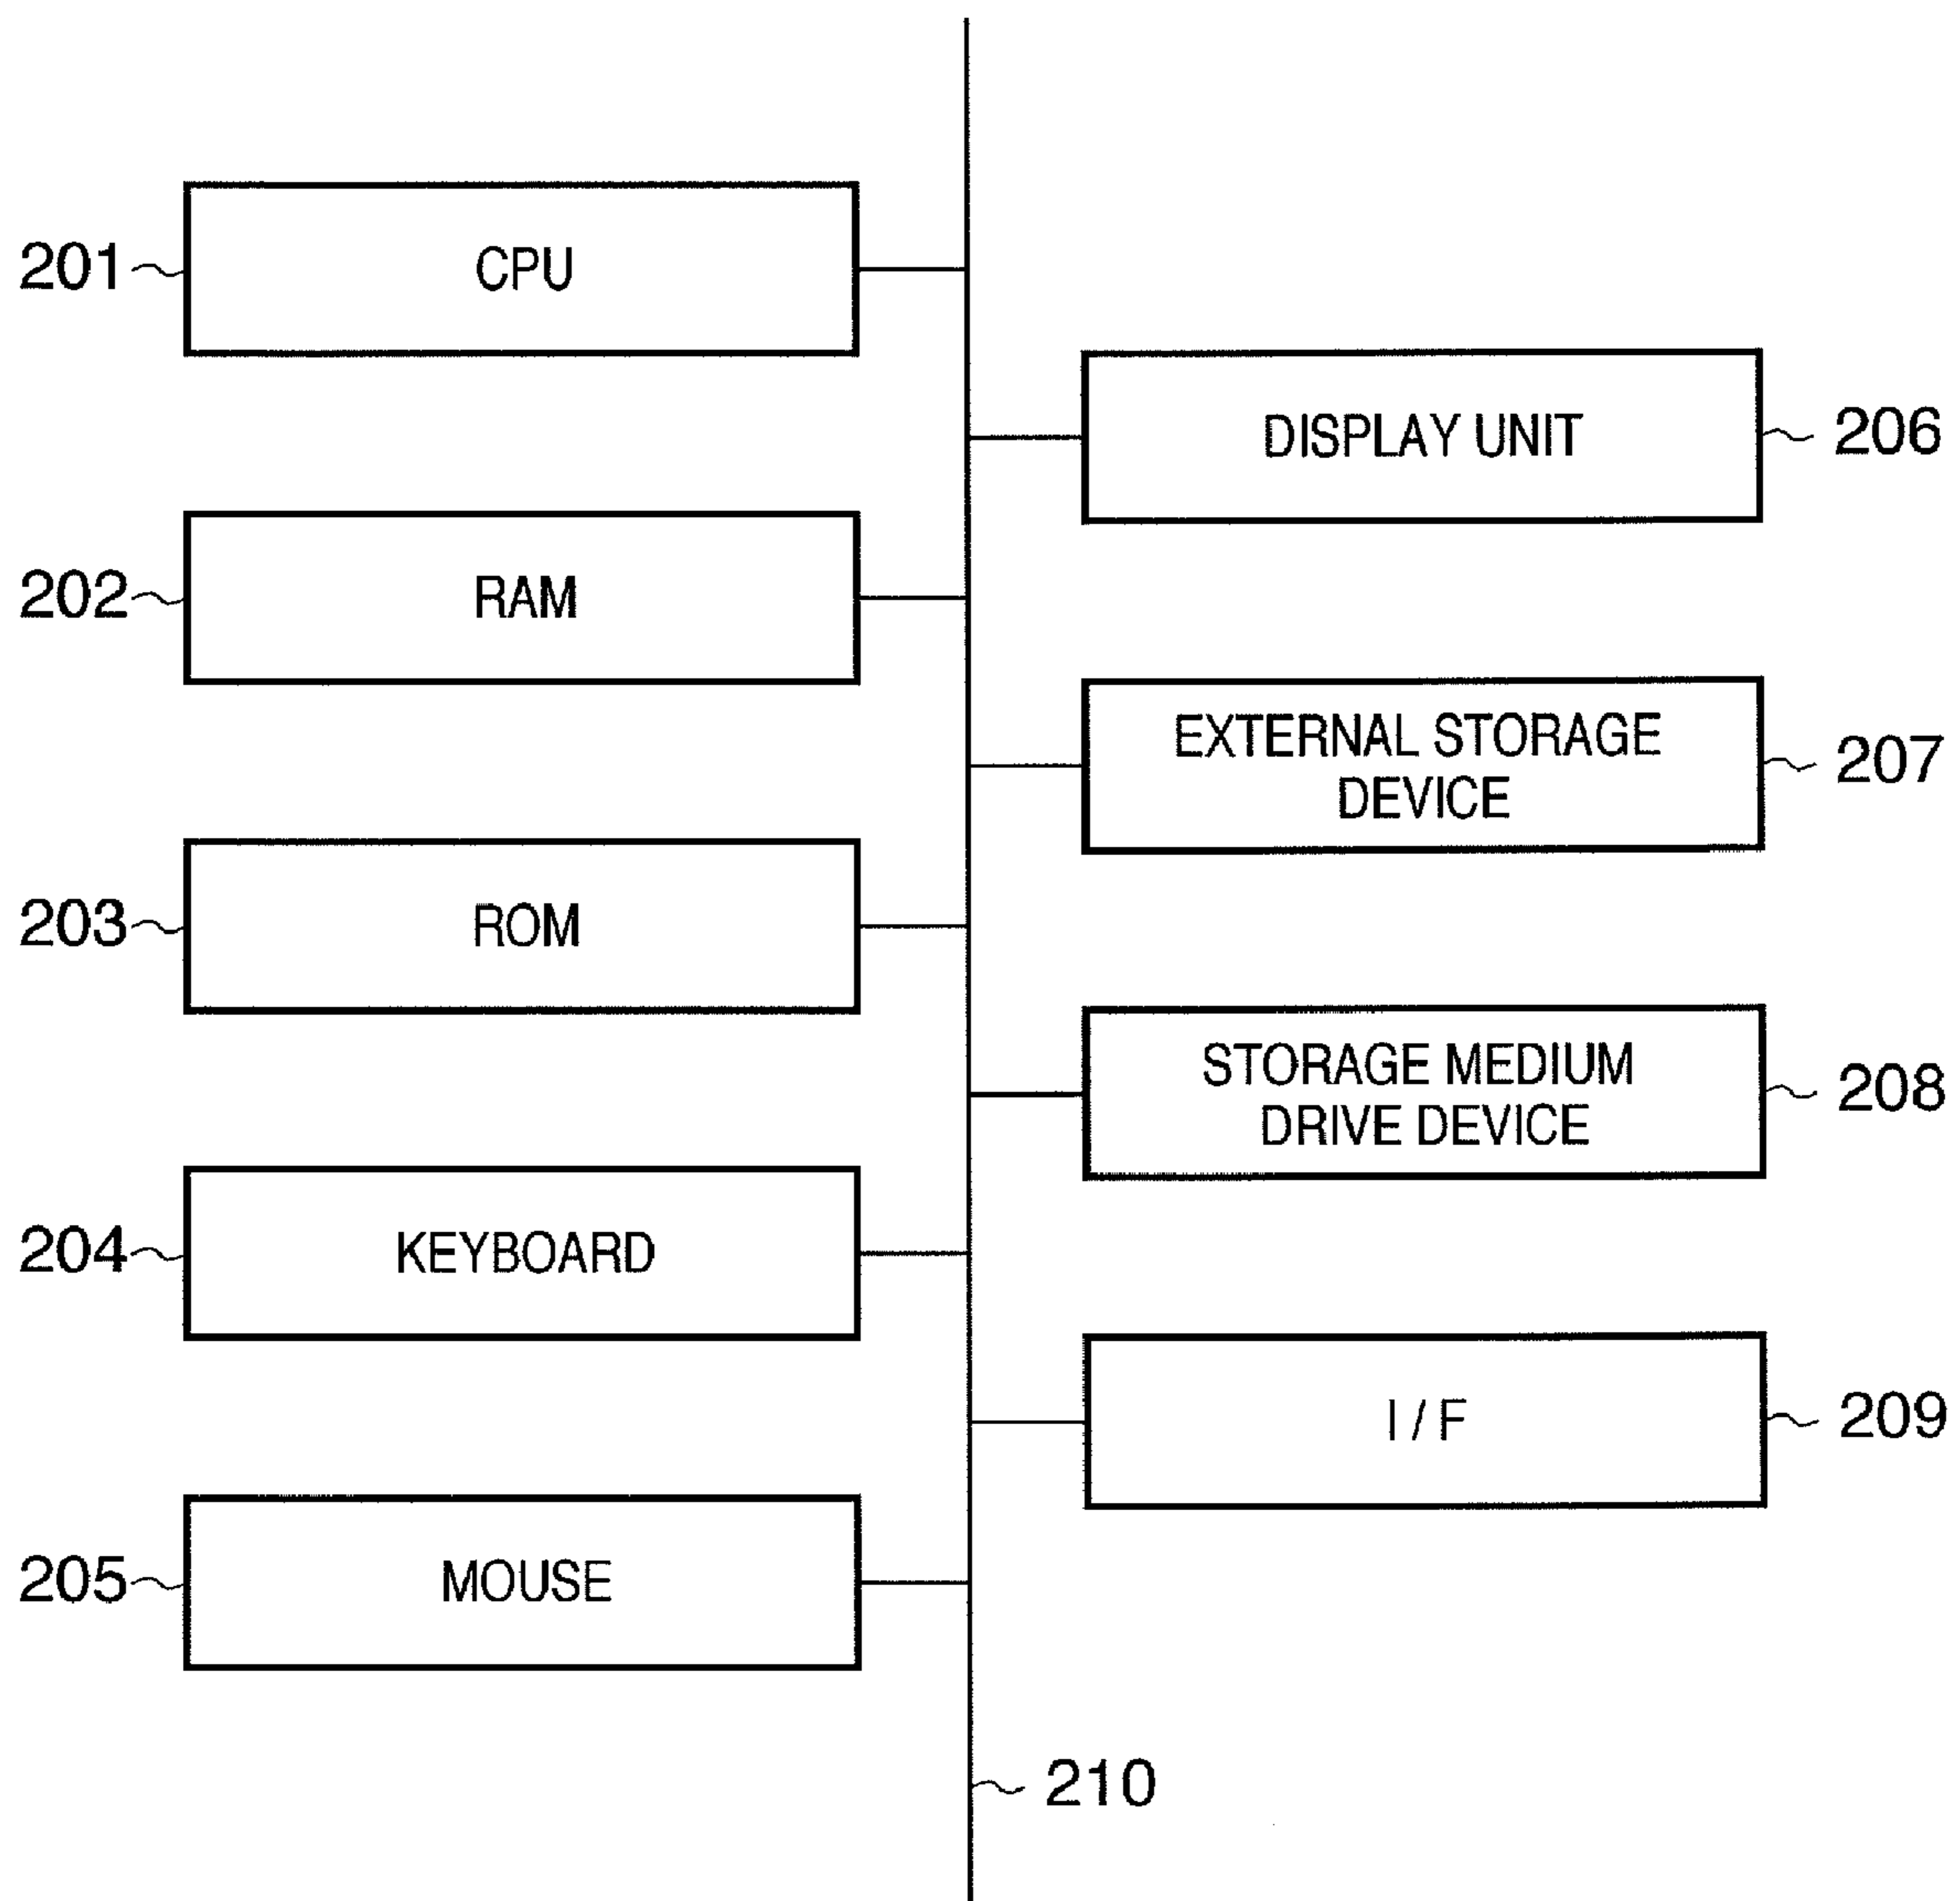 201
CPU
DISPLAY UNIT
206
202
RAM
EXTERNAL STORAGE
DEVICE
207
203
ROM
STORAGE MEDIUM
DRIVE DEVICE
208
204
KEYBOARD
I / F
209
205
MOUSE
210